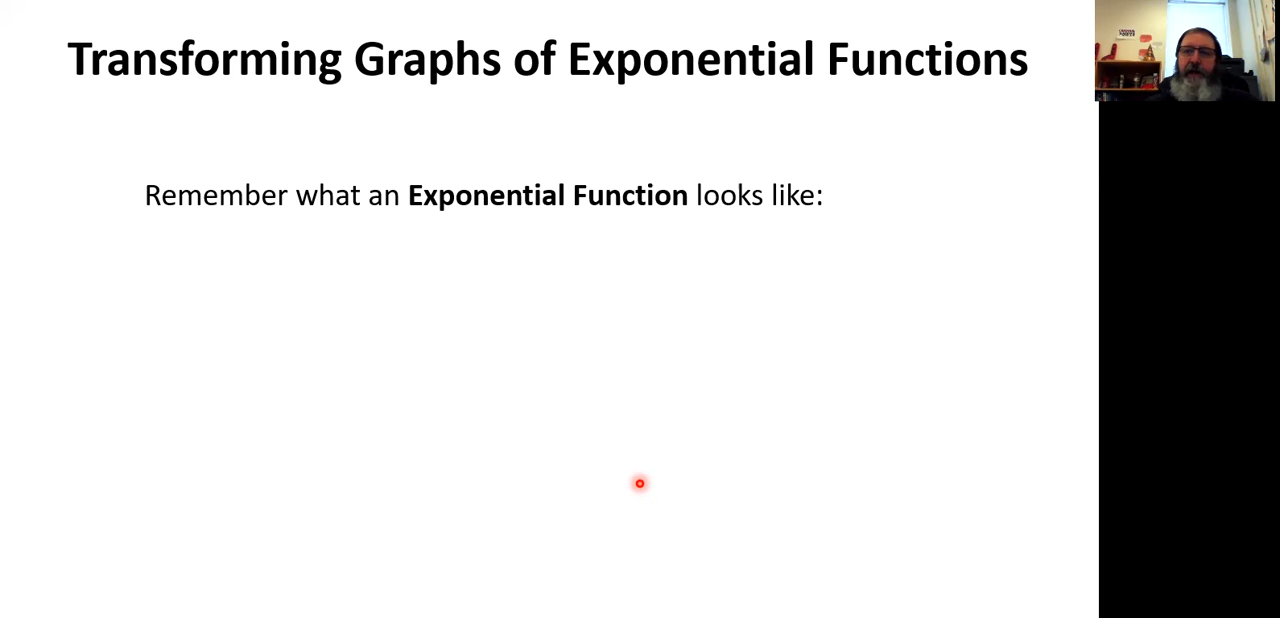 Transforming Graphs of Exponential Functions
Remember what an Exponential Function looks like: